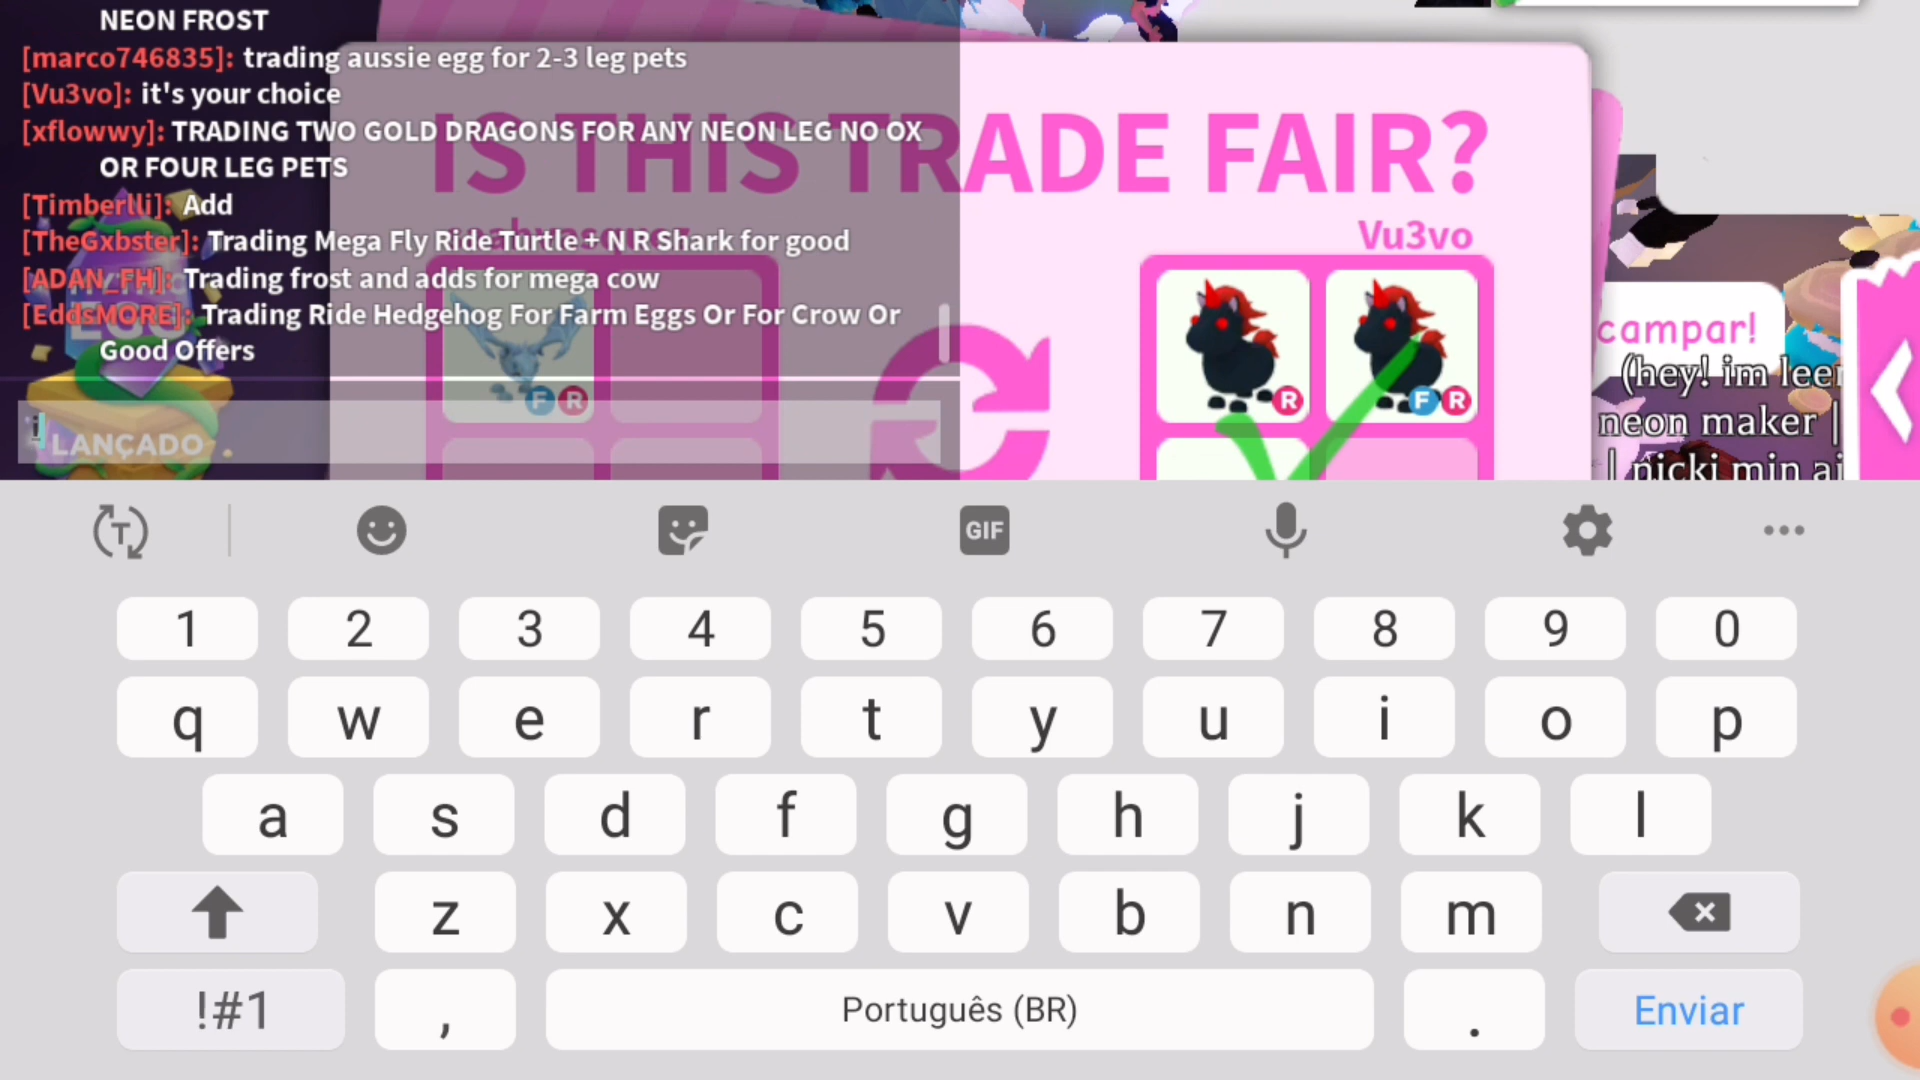 NEON FROST
[marco746835]: trading aussie egg for 2-3 leg pets
[Vu3vo]: it's your choice
[xflowwy]: TRADING TWO GOLD DRAGONS FOR ANY NEON LEG NO OX
OR FOUR LEG PETS
[Timberlli]: Add
[TheGxbster]: Trading Mega Fly Ride Turtle + N R Shark for good
[ADAN_FH]: Trading frost and adds for mega cow
[EddsMORE]: Trading Ride Hedgehog For Farm Eggs Or For Crow Or
Good Offers
i
LANÇADO
IS THIS TRADE FAIR?
Vu3vo
F R
R F R
campar!
(hey! im leer
neon maker |
| nicki min aj
GIF
1 2 3 4 5 6 7 8 9 0
q w e r t y u i o p
a s d f g h j k l
z x c v b n m
!#1 , Português (BR) . Enviar